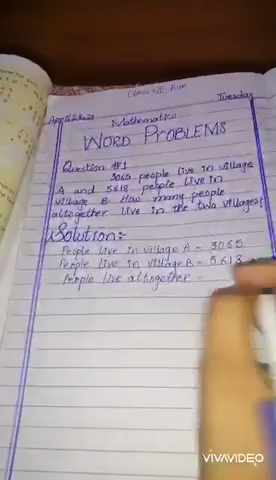 April
Mathematics
Tuesday
WORD PROBLEMS
Question #1
3065 people live in village
A and 5618 people live in
village B. How many people
altogether live in the two villages?
Solution:-
People live in village A = 3065
People live in village B = 5618
People live altogether =
VIVAVIDEO